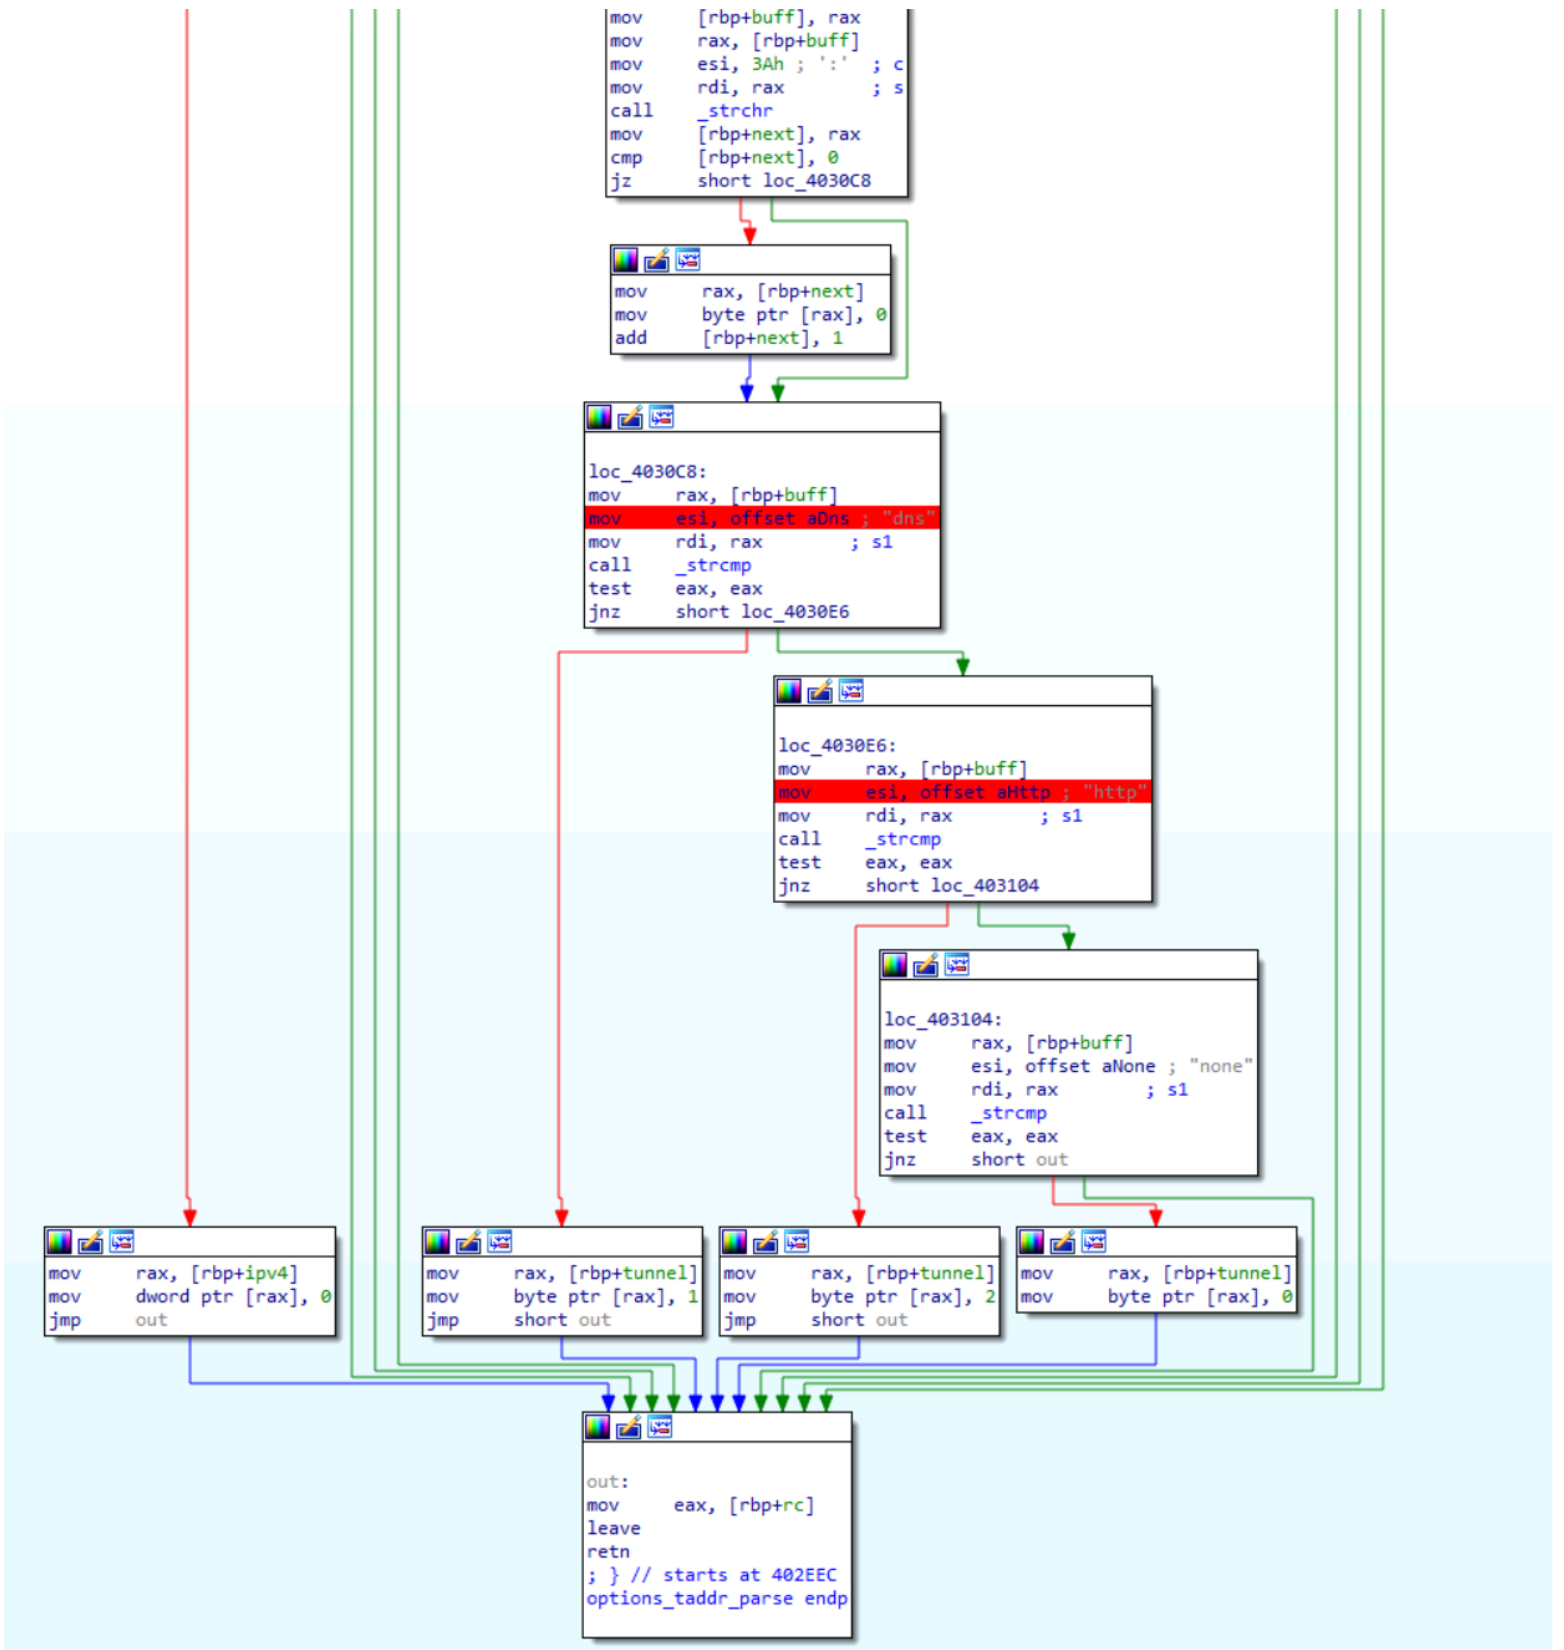 mov [rbp+buff], rax
mov rax, [rbp+buff]
mov esi, 3Ah ; ':' ; c
mov rdi, rax ; s
call _strchr
mov [rbp+next], rax
cmp [rbp+next], 0
jz short loc_4030C8
mov rax, [rbp+next]
mov byte ptr [rax], 0
add [rbp+next], 1
loc_4030C8:
mov rax, [rbp+buff]
mov esi, offset aDns ; "dns"
mov rdi, rax ; s1
call _strcmp
test eax, eax
jnz short loc_4030E6
loc_4030E6:
mov rax, [rbp+buff]
mov esi, offset aHttp ; "http"
mov rdi, rax ; s1
call _strcmp
test eax, eax
jnz short loc_403104
loc_403104:
mov rax, [rbp+buff]
mov esi, offset aNone ; "none"
mov rdi, rax ; s1
call _strcmp
test eax, eax
jnz short out
mov rax, [rbp+ipv4]
mov dword ptr [rax], 0
jmp out
mov rax, [rbp+tunnel]
mov byte ptr [rax], 1
jmp short out
mov rax, [rbp+tunnel]
mov byte ptr [rax], 2
jmp short out
mov rax, [rbp+tunnel]
mov byte ptr [rax], 0
out:
mov eax, [rbp+rc]
leave
retn
; } // starts at 402EEC
options_taddr_parse endp